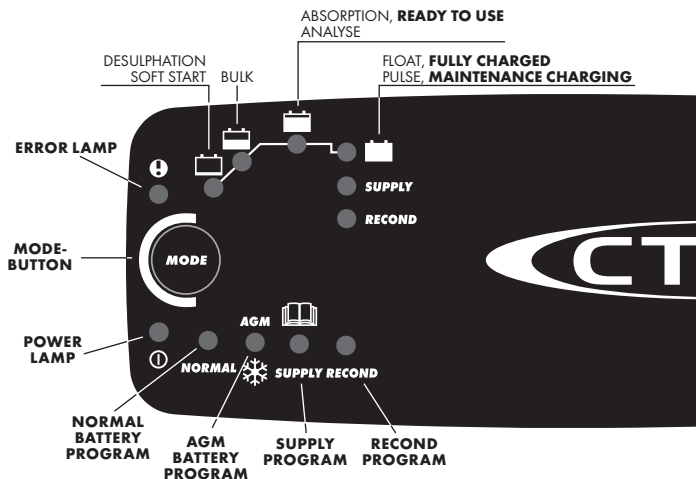 ABSORPTION, READY TO USE
ANALYSE
DESULPHATION
SOFT START
BULK
FLOAT, FULLY CHARGED
PULSE, MAINTENANCE CHARGING
ERROR LAMP
SUPPLY
RECOND
MODE-
BUTTON
MODE
CT
POWER
LAMP
AGM
NORMAL
SUPPLY RECOND
NORMAL
BATTERY
PROGRAM
AGM
BATTERY
PROGRAM
SUPPLY
PROGRAM
RECOND
PROGRAM